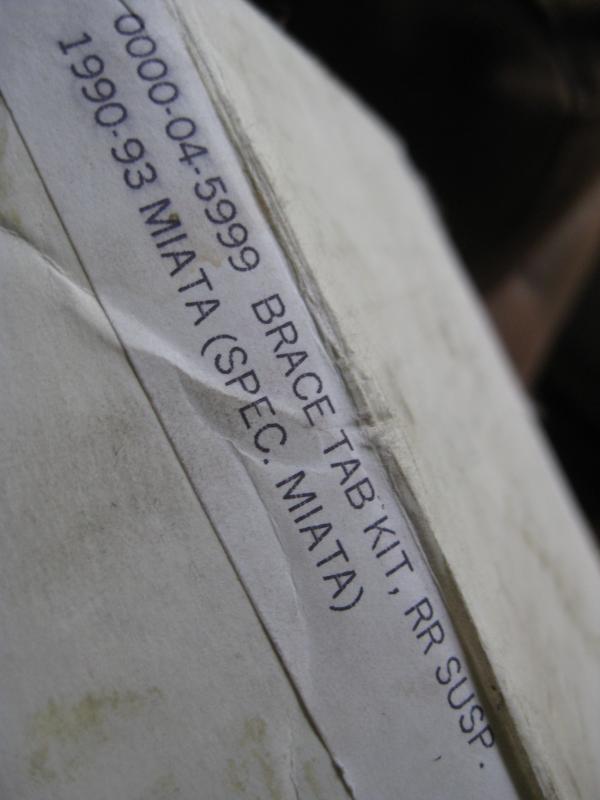 0000-04-5999 BRACE TAB KIT, RR SUSP.
1990-93 MIATA (SPEC. MIATA)